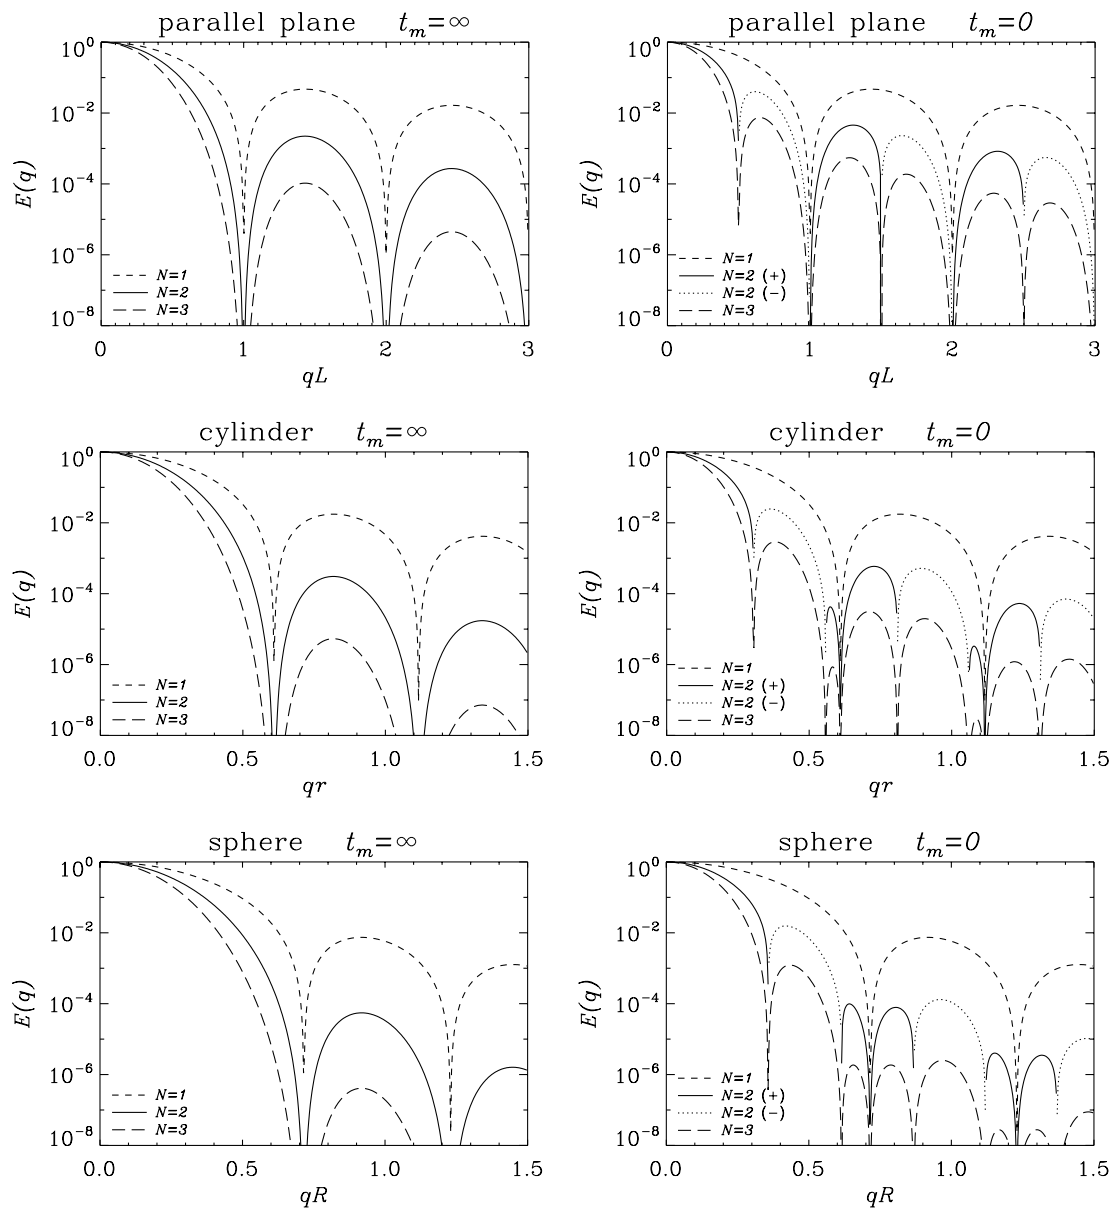 parallel plane t_m=∞
E(q)
10^0
10^-2
10^-4
10^-6
10^-8
N=1
N=2
N=3
0 1 2 3
qL
parallel plane t_m=0
E(q)
10^0
10^-2
10^-4
10^-6
10^-8
N=1
N=2 (+)
N=2 (-)
N=3
0 1 2 3
qL
cylinder t_m=∞
E(q)
10^0
10^-2
10^-4
10^-6
10^-8
N=1
N=2
N=3
0.0 0.5 1.0 1.5
qr
cylinder t_m=0
E(q)
10^0
10^-2
10^-4
10^-6
10^-8
N=1
N=2 (+)
N=2 (-)
N=3
0.0 0.5 1.0 1.5
qr
sphere t_m=∞
E(q)
10^0
10^-2
10^-4
10^-6
10^-8
N=1
N=2
N=3
0.0 0.5 1.0 1.5
qR
sphere t_m=0
E(q)
10^0
10^-2
10^-4
10^-6
10^-8
N=1
N=2 (+)
N=2 (-)
N=3
0.0 0.5 1.0 1.5
qR